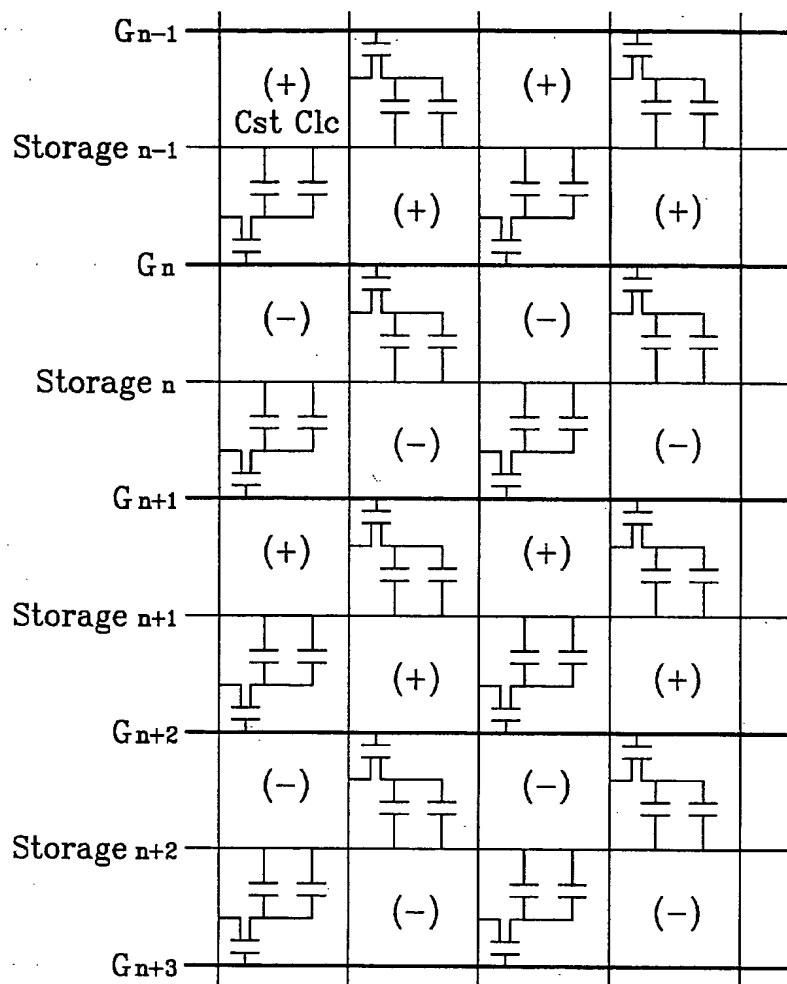 Gn-1
(+) (+)
Cst Clc
Storage n-1
(+) (+)
Gn
(-) (-)
Storage n
(-) (-)
Gn+1
(+) (+)
Storage n+1
(+) (+)
Gn+2
(-) (-)
Storage n+2
(-) (-)
Gn+3